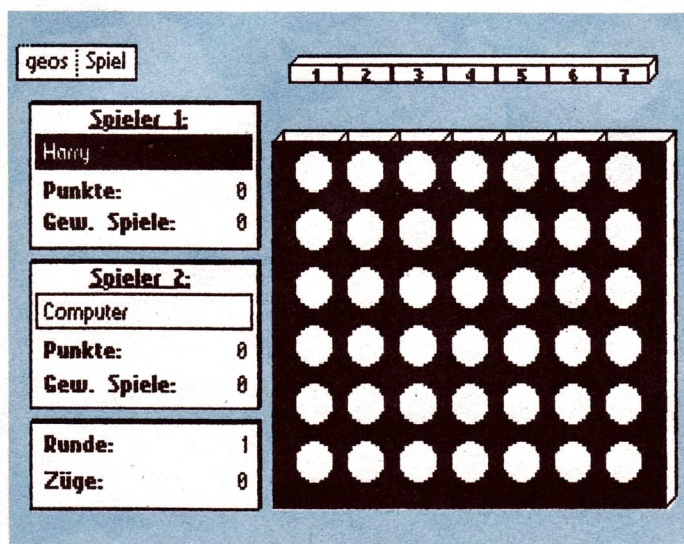 geos Spiel
1 2 3 4 5 6 7
Spieler 1:
Harry
Punkte: 0
Gew. Spiele: 0
Spieler 2:
Computer
Punkte: 0
Gew. Spiele: 0
Runde: 1
Züge: 0